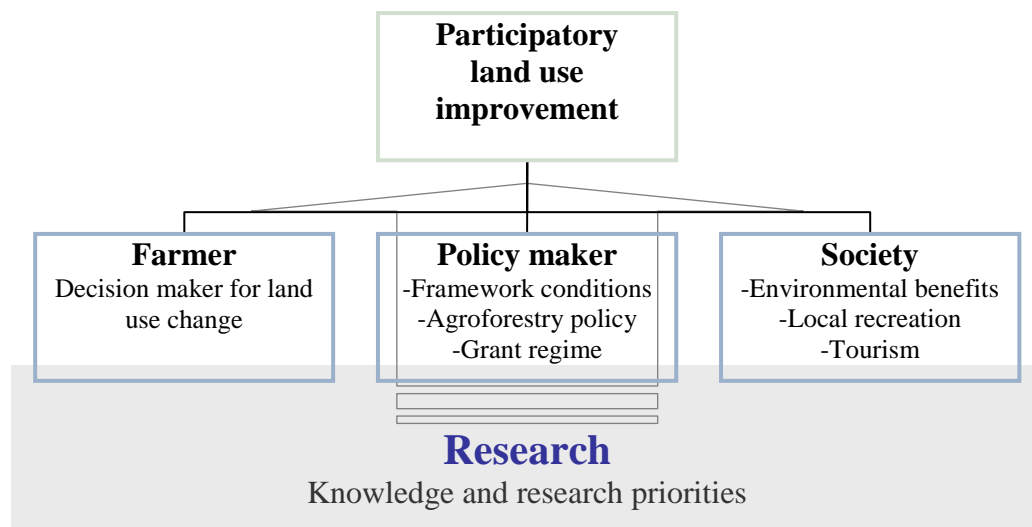 Participatory
land use
improvement
Farmer
Decision maker for land
use change
Policy maker
-Framework conditions
-Agroforestry policy
-Grant regime
Society
-Environmental benefits
-Local recreation
-Tourism
Research
Knowledge and research priorities